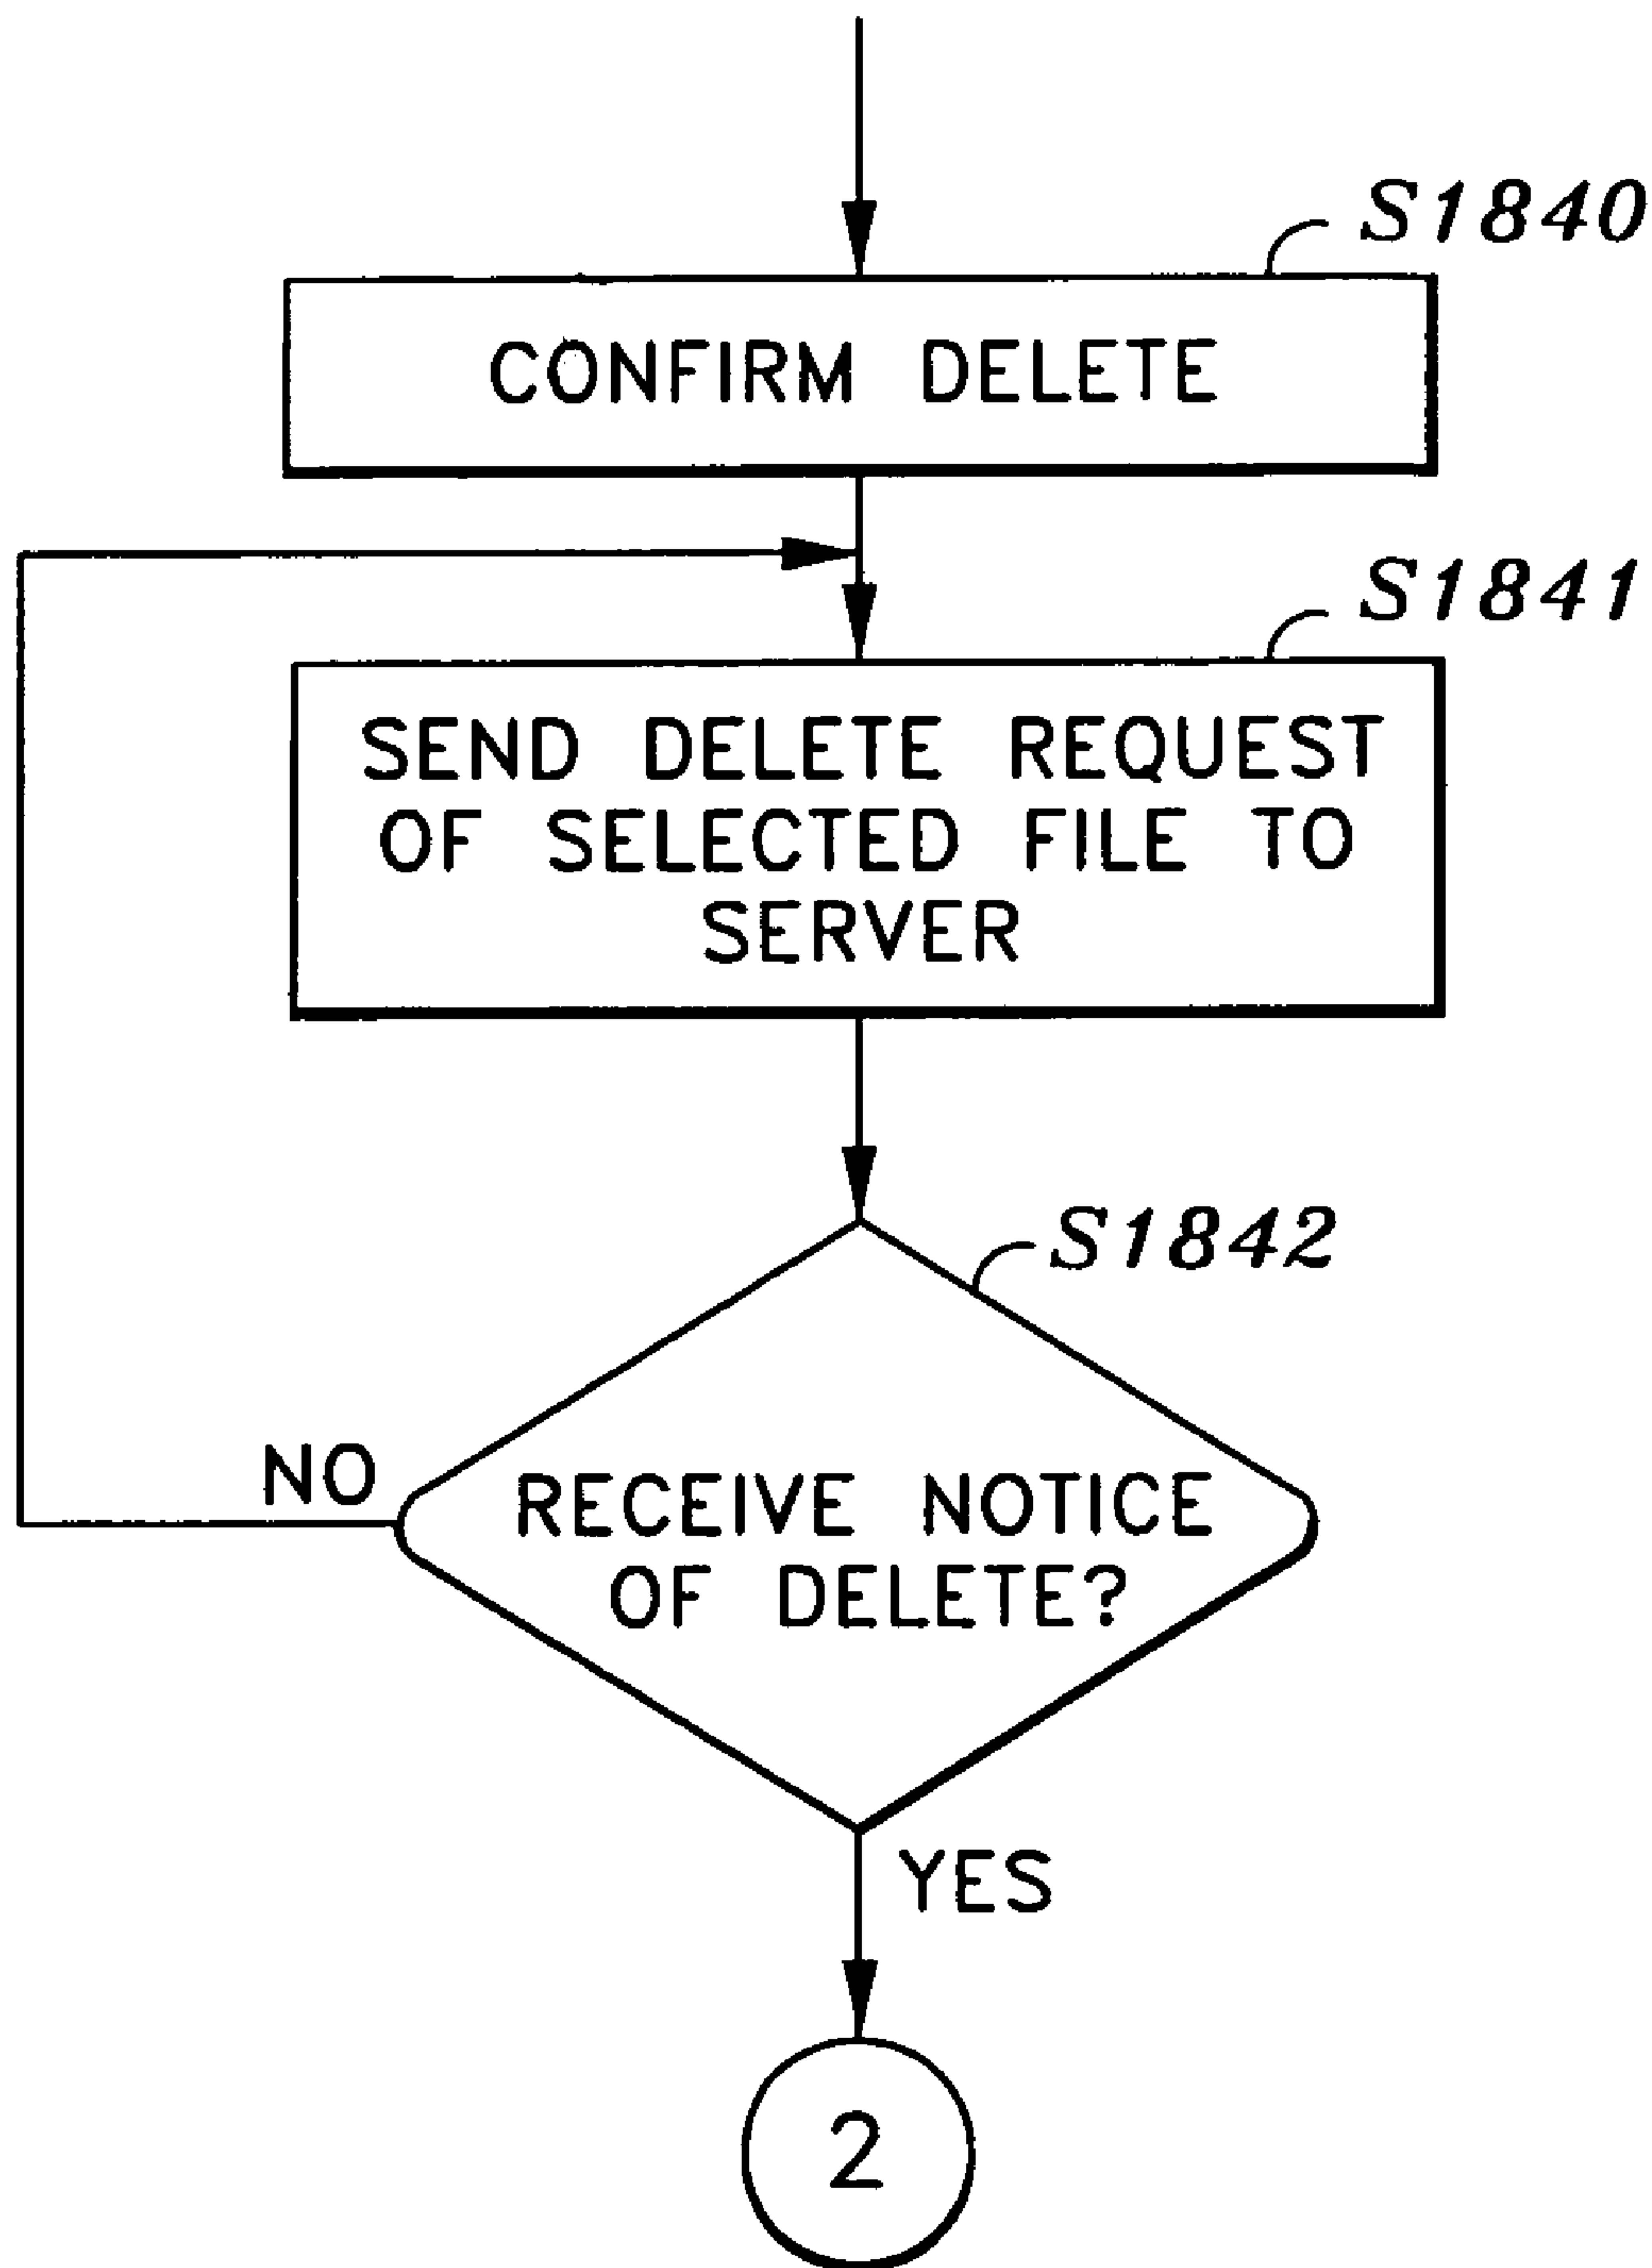 S1840
CONFIRM DELETE
S1841
SEND DELETE REQUEST
OF SELECTED FILE TO
SERVER
S1842
NO
RECEIVE NOTICE
OF DELETE?
YES
2